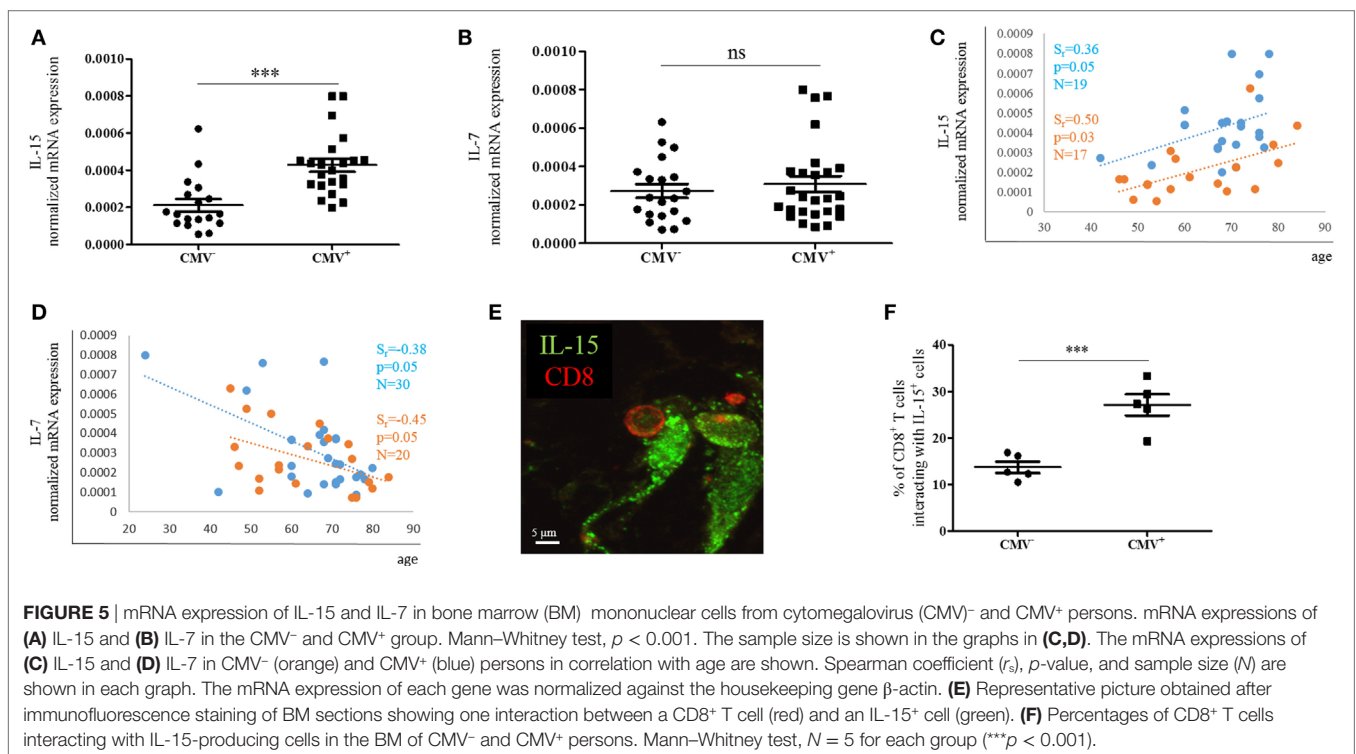 A
IL-15
normalized mRNA expression
0.0010
0.0008
0.0006
0.0004
0.0002
0.0000
***
CMV⁻
CMV⁺
B
IL-7
normalized mRNA expression
0.0010
0.0008
0.0006
0.0004
0.0002
0.0000
ns
CMV⁻
CMV⁺
C
IL-15
normalized mRNA expression
0.0009
0.0008
0.0007
0.0006
0.0005
0.0004
0.0003
0.0002
0.0001
0
Sr=0.36
p=0.05
N=19
Sr=0.50
p=0.03
N=17
30 40 50 60 70 80 90
age
D
IL-7
normalized mRNA expression
0.0009
0.0008
0.0007
0.0006
0.0005
0.0004
0.0003
0.0002
0.0001
0
Sr=-0.38
p=0.05
N=30
Sr=-0.45
p=0.05
N=20
20 30 40 50 60 70 80 90
age
E
IL-15
CD8
5 µm
F
% of CD8⁺ T cells
interacting with IL-15⁺ cells
40
30
20
10
0
***
CMV⁻
CMV⁺
FIGURE 5 | mRNA expression of IL-15 and IL-7 in bone marrow (BM) mononuclear cells from cytomegalovirus (CMV)⁻ and CMV⁺ persons. mRNA expressions of
(A) IL-15 and (B) IL-7 in the CMV⁻ and CMV⁺ group. Mann–Whitney test, p < 0.001. The sample size is shown in the graphs in (C,D). The mRNA expressions of
(C) IL-15 and (D) IL-7 in CMV⁻ (orange) and CMV⁺ (blue) persons in correlation with age are shown. Spearman coefficient (rs), p-value, and sample size (N) are
shown in each graph. The mRNA expression of each gene was normalized against the housekeeping gene β-actin. (E) Representative picture obtained after
immunofluorescence staining of BM sections showing one interaction between a CD8⁺ T cell (red) and an IL-15⁺ cell (green). (F) Percentages of CD8⁺ T cells
interacting with IL-15-producing cells in the BM of CMV⁻ and CMV⁺ persons. Mann–Whitney test, N = 5 for each group (***p < 0.001).